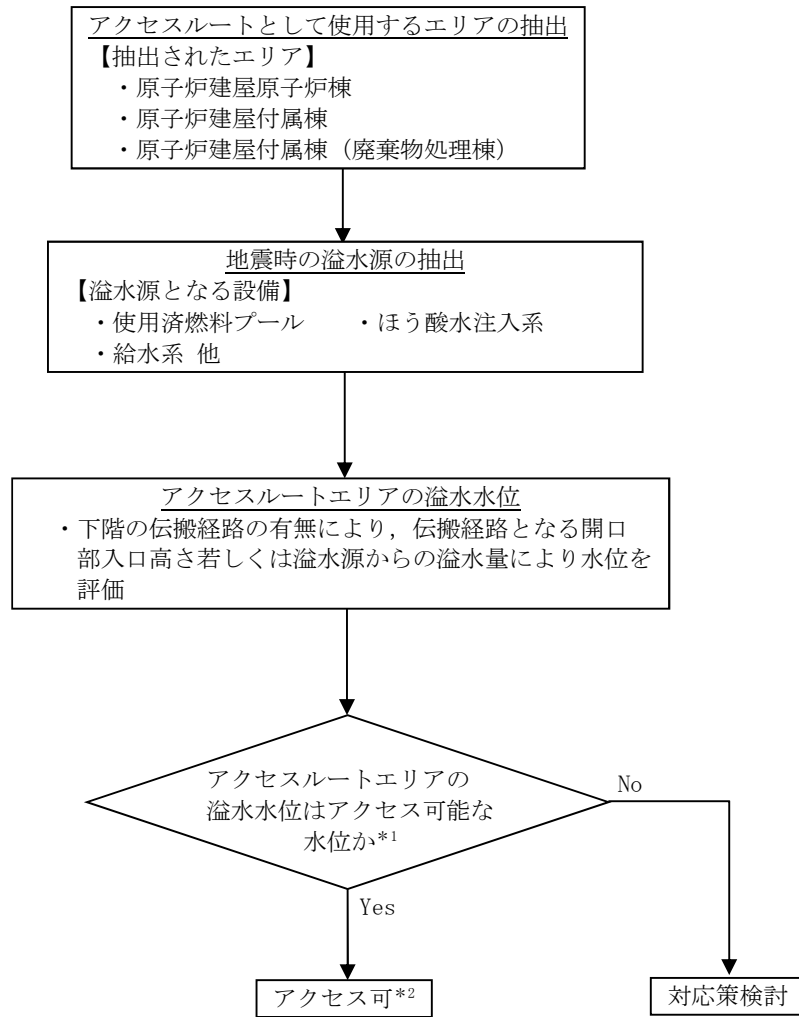 アクセスルートとして使用するエリアの抽出
【抽出されたエリア】
・原子炉建屋原子炉棟
・原子炉建屋付属棟
・原子炉建屋付属棟（廃棄物処理棟）
地震時の溢水源の抽出
【溢水源となる設備】
・使用済燃料プール ・ほう酸水注入系
・給水系 他
アクセスルートエリアの溢水水位
・下階の伝搬経路の有無により，伝搬経路となる開口
部入口高さ若しくは溢水源からの溢水量により水位を
評価
アクセスルートエリアの
溢水水位はアクセス可能な
水位か*1
No
Yes
アクセス可*2
対応策検討